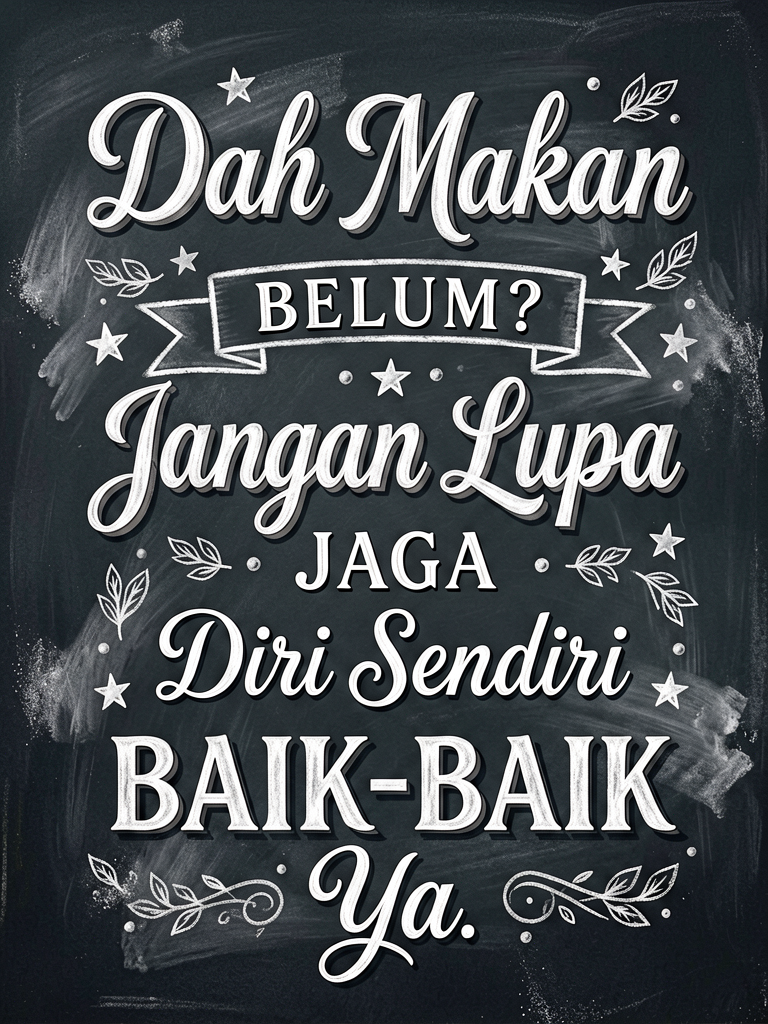 Dah Makan
BELUM?
Jangan Lupa
JAGA
Diri Sendiri
BAIK-BAIK
Ya.